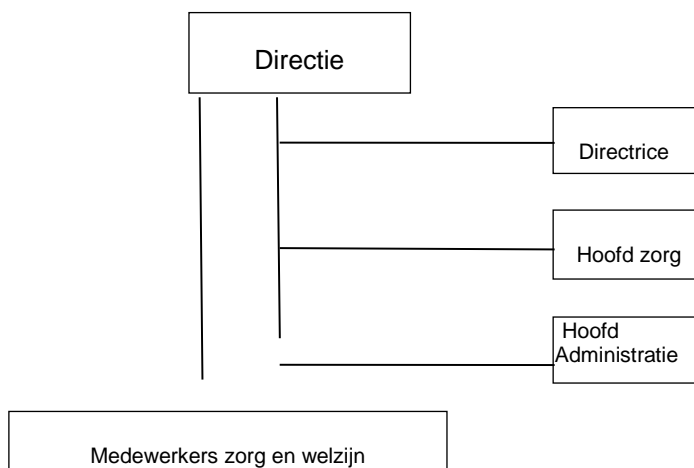 Directie
Directrice
Hoofd zorg
Hoofd
Administratie
Medewerkers zorg en welzijn